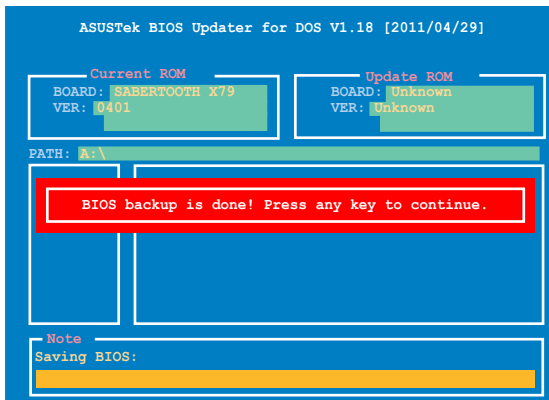 ASUSTek BIOS Updater for DOS V1.18 [2011/04/29]
Current ROM
BOARD: SABERTOOTH X79
VER: 0401
Update ROM
BOARD: Unknown
VER: Unknown
PATH: A:\
BIOS backup is done! Press any key to continue.
Note
Saving BIOS: